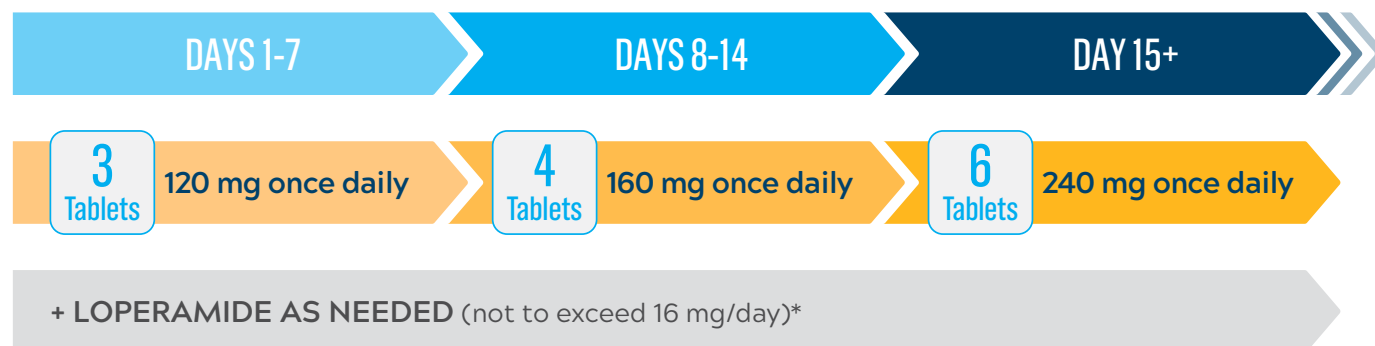 DAYS 1-7
DAYS 8-14
DAY 15+
3
Tablets
120 mg once daily
4
Tablets
160 mg once daily
6
Tablets
240 mg once daily
+ LOPERAMIDE AS NEEDED (not to exceed 16 mg/day)*